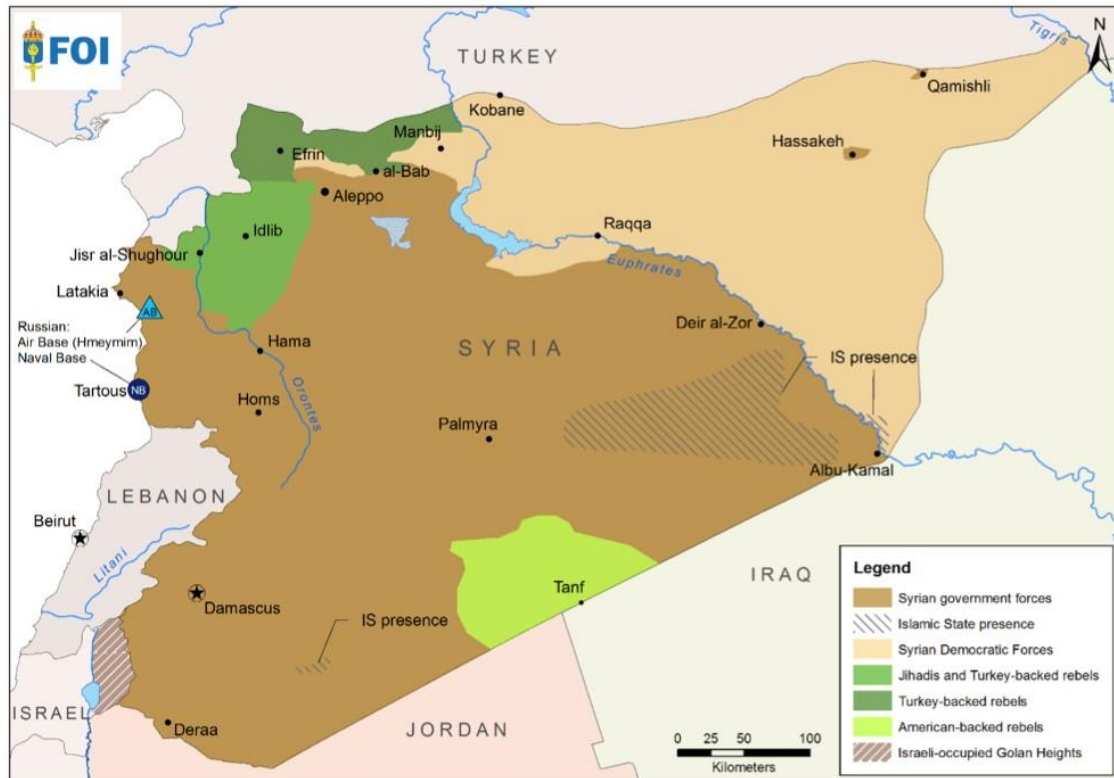 FOI
TURKEY
Tigris
N
Qamishli
Kobane
Manbij
Hassakeh
Efrin
al-Bab
Aleppo
Idlib
Raqqa
Jisr al-Shughour
Euphrates
Latakia
AB
Russian:
Air Base (Hmeymim)
Naval Base
Deir al-Zor
Hama
SYRIA
IS presence
Tartous
NB
Homs
Orontes
Palmyra
Albu-Kamal
LEBANON
Beirut
Litani
Tanf
IRAQ
Damascus
IS presence
ISRAEL
Deraa
JORDAN
0 25 50 100
Kilometers
Legend
Syrian government forces
Islamic State presence
Syrian Democratic Forces
Jihadis and Turkey-backed rebels
Turkey-backed rebels
American-backed rebels
Israeli-occupied Golan Heights